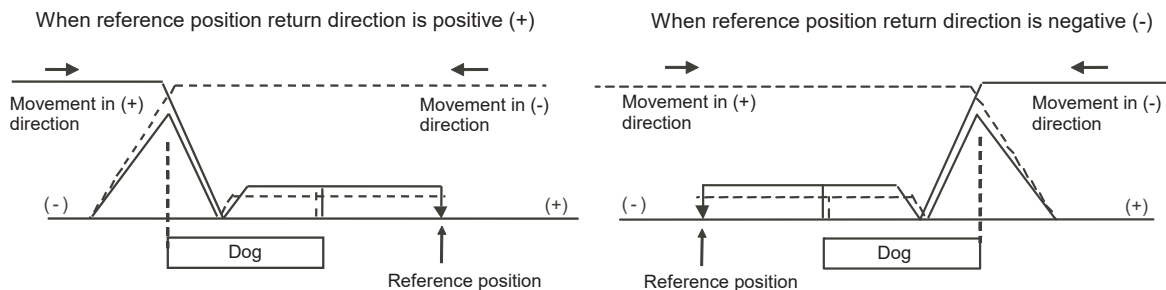 When reference position return direction is positive (+)
Movement in (+)
direction
Movement in (-)
direction
(-)
(+)
Dog
Reference position
When reference position return direction is negative (-)
Movement in (+)
direction
Movement in (-)
direction
(-)
(+)
Dog
Reference position